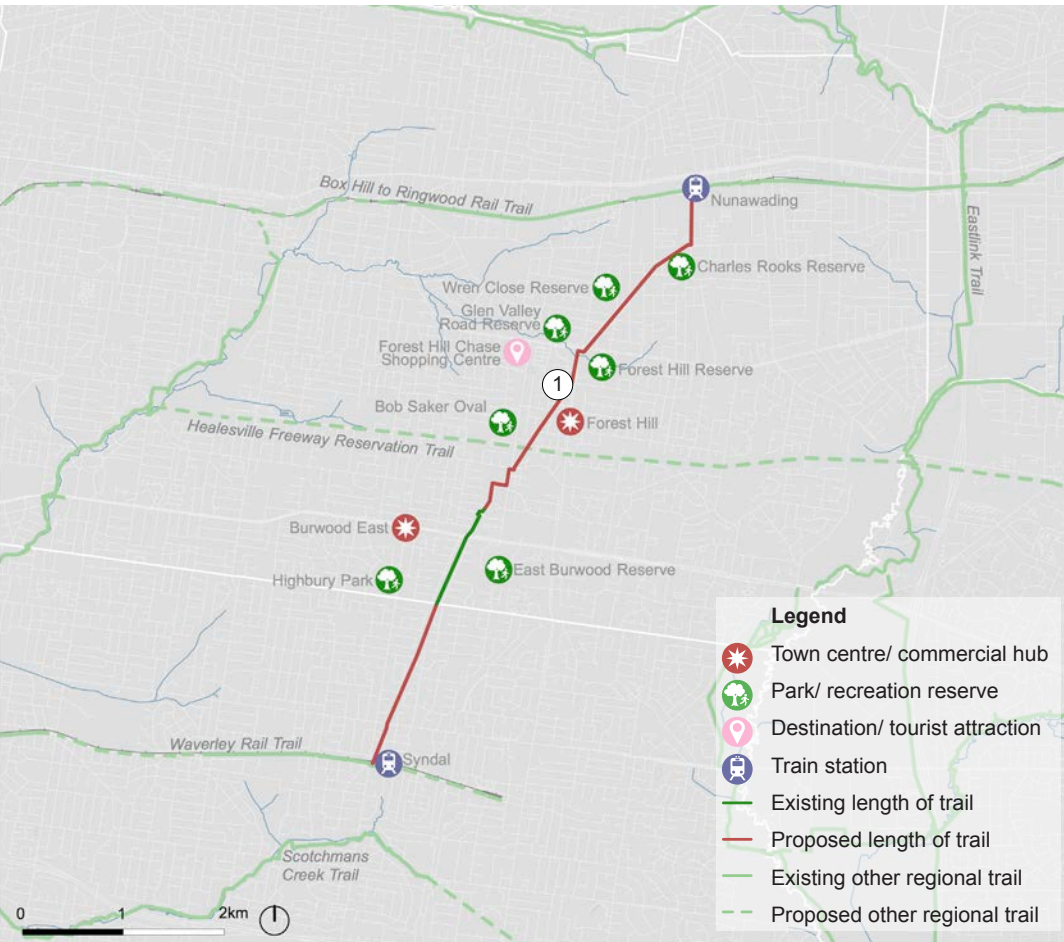 Box Hill to Ringwood Rail Trail
Nunawading
Eastlink Trail
Charles Rooks Reserve
Wren Close Reserve
Glen Valley
Road Reserve
Forest Hill Chase
Shopping Centre
Forest Hill Reserve
1
Bob Saker Oval
Forest Hill
Healesville Freeway Reservation Trail
Burwood East
Highbury Park
East Burwood Reserve
Waverley Rail Trail
Syndal
Scotchmans
Creek Trail
0 1 2km
Legend
Town centre/ commercial hub
Park/ recreation reserve
Destination/ tourist attraction
Train station
Existing length of trail
Proposed length of trail
Existing other regional trail
Proposed other regional trail